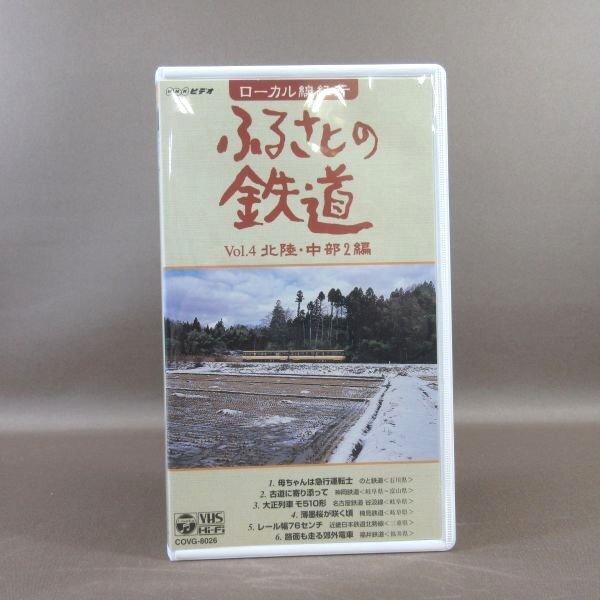 NHKビデオ
ローカル線紀行
ふるさとの
鉄道
Vol.4 北陸・中部2編
1. 母ちゃんは急行運転士 のと鉄道<石川県>
2. 古道に寄り添って 神岡鉄道<岐阜県～富山県>
3. 大正列車 モ510形 名古屋鉄道 谷汲線<岐阜県>
4. 薄墨桜が咲く頃 樽見鉄道<岐阜県>
5. レール幅76センチ 近畿日本鉄道北勢線<三重県>
6. 路面も走る郊外電車 福井鉄道<福井県>
VHS
Hi-Fi
COVG-8026